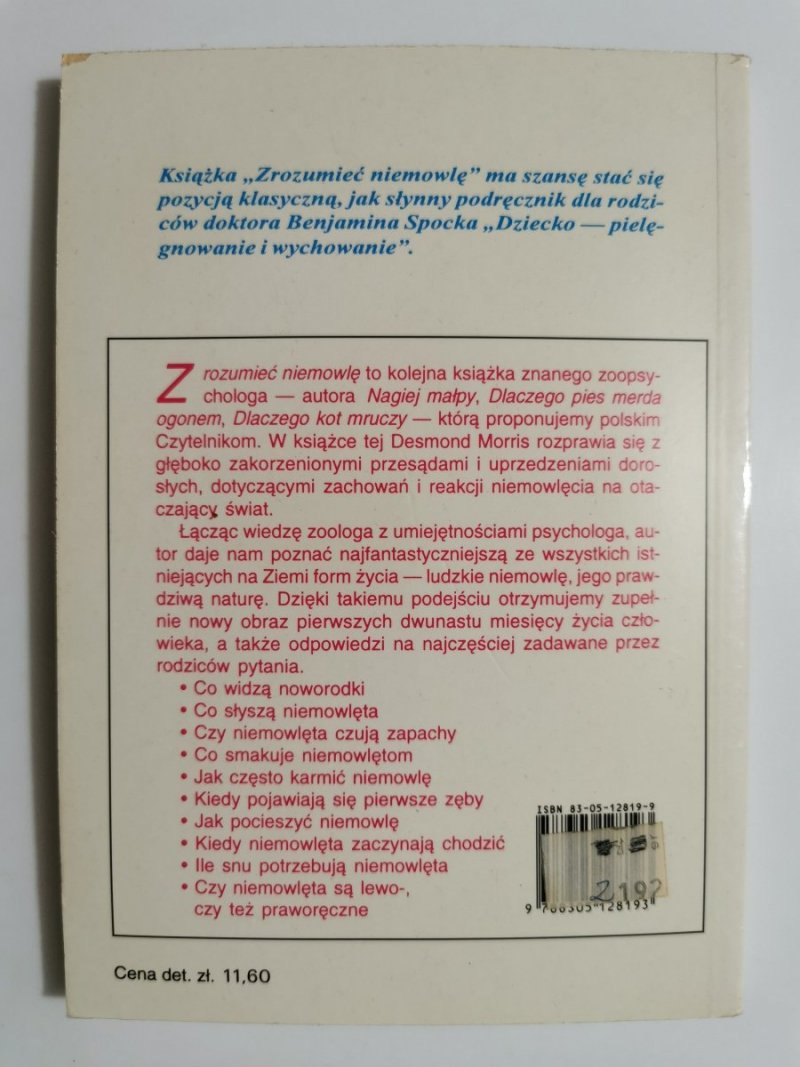 Książka „Zrozumieć niemowlę” ma szansę stać się
pozycją klasyczną, jak słynny podręcznik dla rodzi-
ców doktora Benjamina Spocka „Dziecko — pielę-
gnowanie i wychowanie”.
Zrozumieć niemowlę to kolejna książka znanego zoopsy-
chologa — autora Nagiej małpy, Dlaczego pies merda
ogonem, Dlaczego kot mruczy — którą proponujemy polskim
Czytelnikom. W książce tej Desmond Morris rozprawia się z
głęboko zakorzenionymi przesądami i uprzedzeniami doro-
słych, dotyczącymi zachowań i reakcji niemowlęcia na ota-
czający świat.
Łącząc wiedzę zoologa z umiejętnościami psychologa, au-
tor daje nam poznać najfantastyczniejszą ze wszystkich ist-
niejących na Ziemi form życia — ludzkie niemowlę, jego praw-
dziwą naturę. Dzięki takiemu podejściu otrzymujemy zupeł-
nie nowy obraz pierwszych dwunastu miesięcy życia czło-
wieka, a także odpowiedzi na najczęściej zadawane przez
rodziców pytania.
• Co widzą noworodki
• Co słyszą niemowlęta
• Czy niemowlęta czują zapachy
• Co smakuje niemowlętom
• Jak często karmić niemowlę
• Kiedy pojawiają się pierwsze zęby
• Jak pocieszyć niemowlę
• Kiedy niemowlęta zaczynają chodzić
• Ile snu potrzebują niemowlęta
• Czy niemowlęta są lewo-,
czy też praworęczne
ISBN 83-05-12819-9
9 788305 128193
Cena det. zł. 11,60